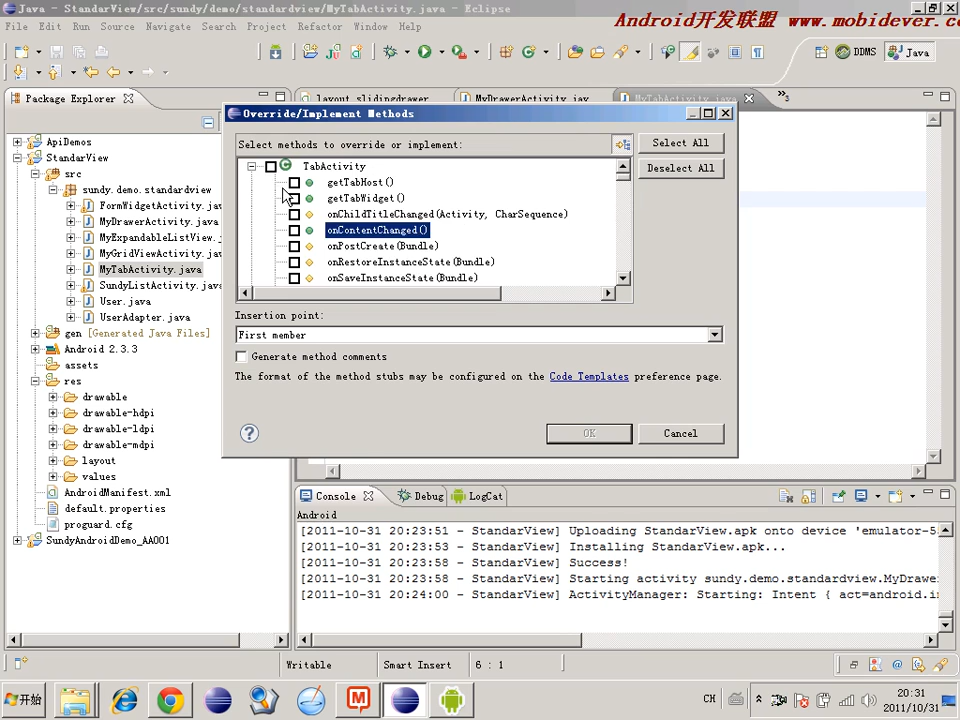 Java - StandarView/src/sundy/demo/standardview/MyTabActivity.java - Eclipse
Android开发联盟 www.mobidever.co
File Edit Run Source Navigate Search Project Refactor Window Help
DDMS Java
Package Explorer
layout_slidingdrawer MyDrawerActivity.jav MyTabActivity.jav 3
Override/Implement Methods
Select methods to override or implement:
Select All
Deselect All
TabActivity
getTabHost()
getTabWidget()
onChildTitleChanged(Activity, CharSequence)
onContentChanged()
onPostCreate(Bundle)
onRestoreInstanceState(Bundle)
onSaveInstanceState(Bundle)
Insertion point:
First member
Generate method comments
The format of the method stubs may be configured on the Code Templates preference page.
OK
Cancel
ApiDemos
StandarView
src
sundy.demo.standardview
FormWidgetActivity.jav
MyDrawerActivity.java
MyExpandableListView.j
MyGridViewActivity.jav
MyTabActivity.java
SundyListActivity.jav
User.java
UserAdapter.java
gen [Generated Java Files]
Android 2.3.3
assets
res
drawable
drawable-hdpi
drawable-ldpi
drawable-mdpi
layout
values
AndroidManifest.xml
default.properties
proguard.cfg
SundyAndroidDemo_AA001
Console Debug LogCat
Android
[2011-10-31 20:23:51 - StandarView] Uploading StandarView.apk onto device 'emulator-5
[2011-10-31 20:23:53 - StandarView] Installing StandarView.apk...
[2011-10-31 20:23:58 - StandarView] Success!
[2011-10-31 20:23:58 - StandarView] Starting activity sundy.demo.standardview.MyDrawe
[2011-10-31 20:24:00 - StandarView] ActivityManager: Starting: Intent { act=android.in
Writable Smart Insert 6 : 1
开始
CH
20:31
2011/10/31